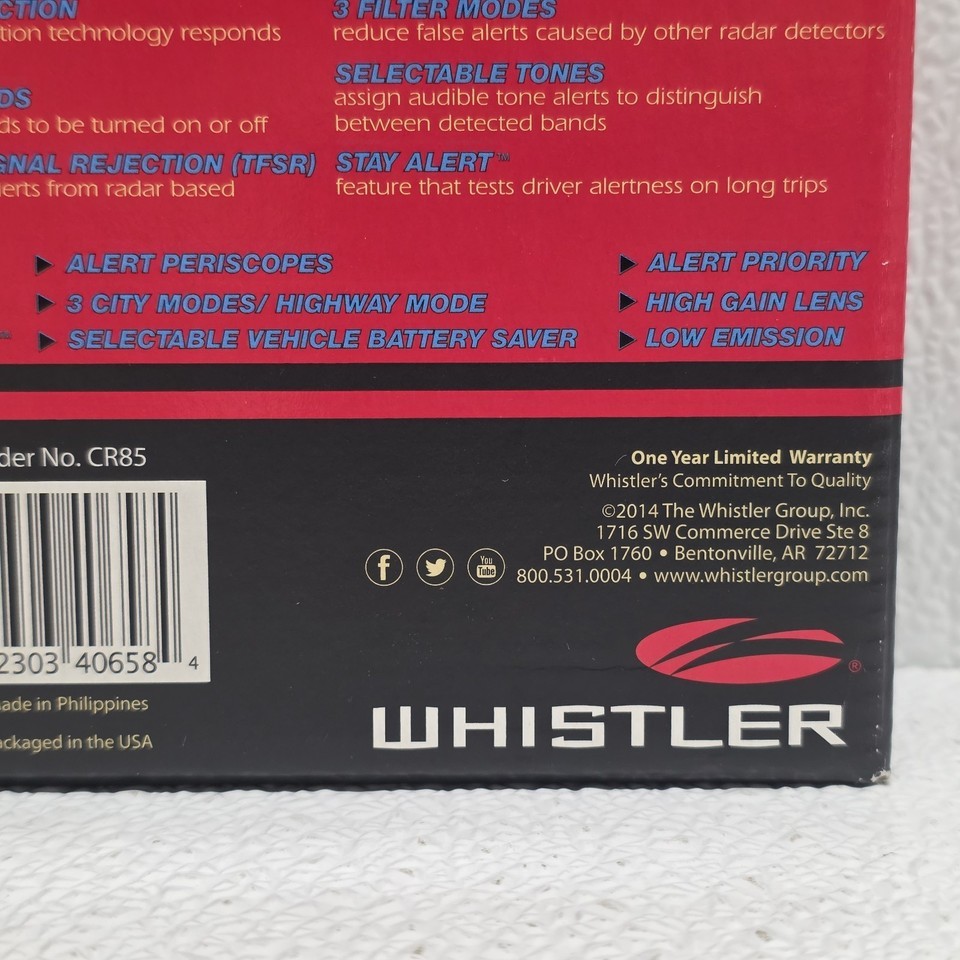 3 FILTER MODES
tion technology responds
reduce false alerts caused by other radar detectors
SELECTABLE TONES
assign audible tone alerts to distinguish
ds to be turned on or off
between detected bands
GNAL REJECTION (TFSR)
STAY ALERT™
erts from radar based
feature that tests driver alertness on long trips
ALERT PERISCOPES
ALERT PRIORITY
3 CITY MODES/ HIGHWAY MODE
HIGH GAIN LENS
SELECTABLE VEHICLE BATTERY SAVER
LOW EMISSION
der No. CR85
One Year Limited Warranty
Whistler's Commitment To Quality
©2014 The Whistler Group, Inc.
1716 SW Commerce Drive Ste 8
PO Box 1760 • Bentonville, AR 72712
800.531.0004 • www.whistlergroup.com
f
You
Tube
2303 40658 4
ade in Philippines
ackaged in the USA
®
WHISTLER